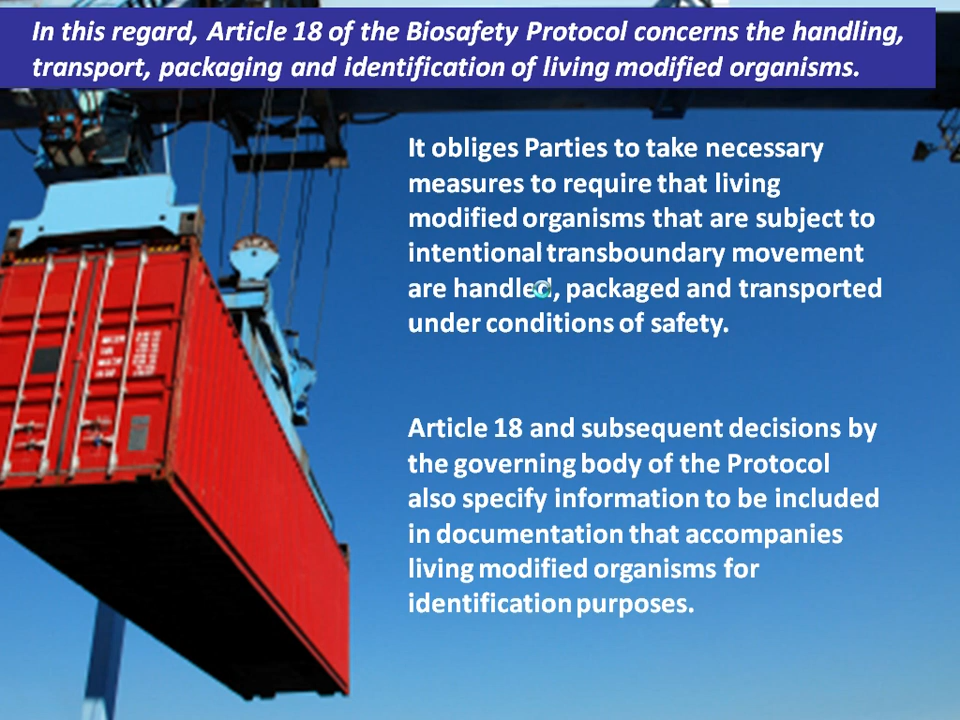 In this regard, Article 18 of the Biosafety Protocol concerns the handling,
transport, packaging and identification of living modified organisms.
It obliges Parties to take necessary
measures to require that living
modified organisms that are subject to
intentional transboundary movement
are handled, packaged and transported
under conditions of safety.
Article 18 and subsequent decisions by
the governing body of the Protocol
also specify information to be included
in documentation that accompanies
living modified organisms for
identification purposes.